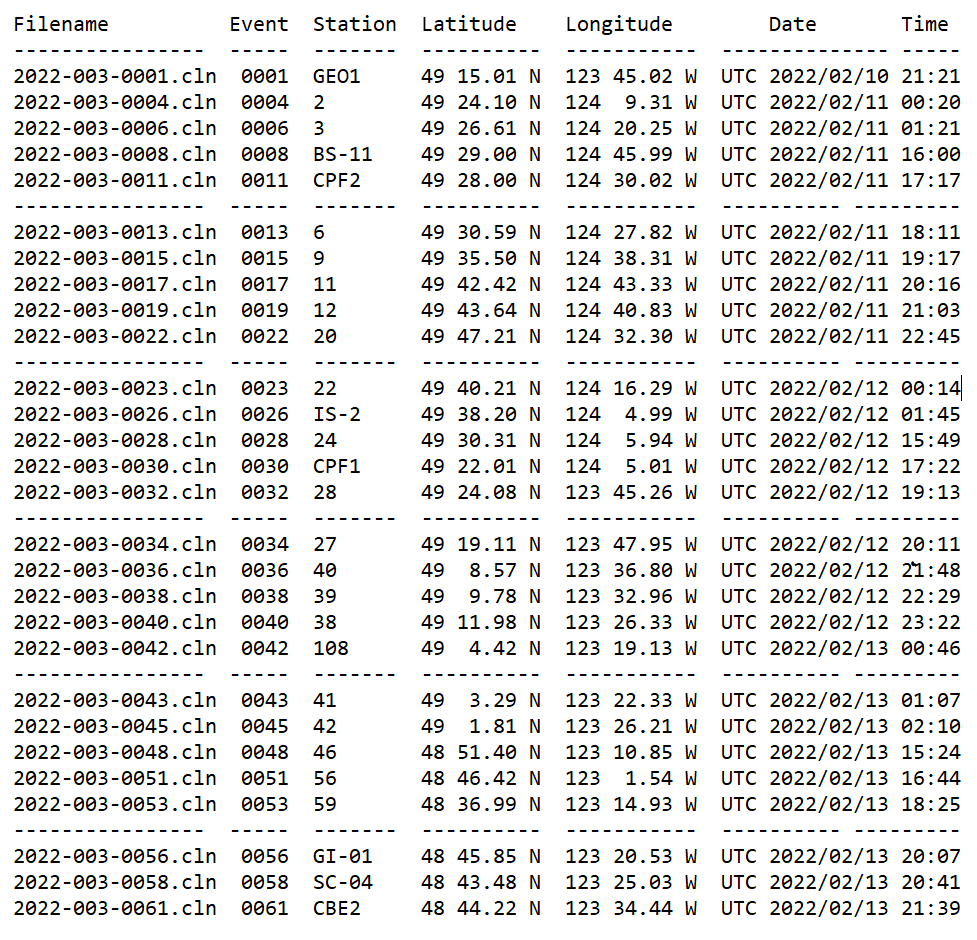 Filename          Event  Station  Latitude    Longitude        Date       Time
----------------  -----  -------  ----------  -----------  -------------- -----
2022-003-0001.cln  0001  GEO1     49 15.01 N  123 45.02 W  UTC 2022/02/10 21:21
2022-003-0004.cln  0004  2        49 24.10 N  124  9.31 W  UTC 2022/02/11 00:20
2022-003-0006.cln  0006  3        49 26.61 N  124 20.25 W  UTC 2022/02/11 01:21
2022-003-0008.cln  0008  BS-11    49 29.00 N  124 45.99 W  UTC 2022/02/11 16:00
2022-003-0011.cln  0011  CPF2     49 28.00 N  124 30.02 W  UTC 2022/02/11 17:17
----------------  -----  -------  ----------  -----------  ---------- ---------
2022-003-0013.cln  0013  6        49 30.59 N  124 27.82 W  UTC 2022/02/11 18:11
2022-003-0015.cln  0015  9        49 35.50 N  124 38.31 W  UTC 2022/02/11 19:17
2022-003-0017.cln  0017  11       49 42.42 N  124 43.33 W  UTC 2022/02/11 20:16
2022-003-0019.cln  0019  12       49 43.64 N  124 40.83 W  UTC 2022/02/11 21:03
2022-003-0022.cln  0022  20       49 47.21 N  124 32.30 W  UTC 2022/02/11 22:45
----------------  -----  -------  ----------  -----------  ---------- ---------
2022-003-0023.cln  0023  22       49 40.21 N  124 16.29 W  UTC 2022/02/12 00:14
2022-003-0026.cln  0026  IS-2     49 38.20 N  124  4.99 W  UTC 2022/02/12 01:45
2022-003-0028.cln  0028  24       49 30.31 N  124  5.94 W  UTC 2022/02/12 15:49
2022-003-0030.cln  0030  CPF1     49 22.01 N  124  5.01 W  UTC 2022/02/12 17:22
2022-003-0032.cln  0032  28       49 24.08 N  123 45.26 W  UTC 2022/02/12 19:13
----------------  -----  -------  ----------  -----------  ---------- ---------
2022-003-0034.cln  0034  27       49 19.11 N  123 47.95 W  UTC 2022/02/12 20:11
2022-003-0036.cln  0036  40       49  8.57 N  123 36.80 W  UTC 2022/02/12 21:48
2022-003-0038.cln  0038  39       49  9.78 N  123 32.96 W  UTC 2022/02/12 22:29
2022-003-0040.cln  0040  38       49 11.98 N  123 26.33 W  UTC 2022/02/12 23:22
2022-003-0042.cln  0042  108      49  4.42 N  123 19.13 W  UTC 2022/02/13 00:46
----------------  -----  -------  ----------  -----------  ---------- ---------
2022-003-0043.cln  0043  41       49  3.29 N  123 22.33 W  UTC 2022/02/13 01:07
2022-003-0045.cln  0045  42       49  1.81 N  123 26.21 W  UTC 2022/02/13 02:10
2022-003-0048.cln  0048  46       48 51.40 N  123 10.85 W  UTC 2022/02/13 15:24
2022-003-0051.cln  0051  56       48 46.42 N  123  1.54 W  UTC 2022/02/13 16:44
2022-003-0053.cln  0053  59       48 36.99 N  123 14.93 W  UTC 2022/02/13 18:25
----------------  -----  -------  ----------  -----------  ---------- ---------
2022-003-0056.cln  0056  GI-01    48 45.85 N  123 20.53 W  UTC 2022/02/13 20:07
2022-003-0058.cln  0058  SC-04    48 43.48 N  123 25.03 W  UTC 2022/02/13 20:41
2022-003-0061.cln  0061  CBE2     48 44.22 N  123 34.44 W  UTC 2022/02/13 21:39